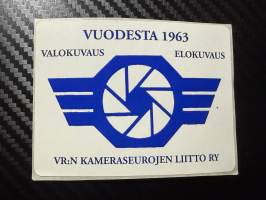 VUODESTA 1963
VALOKUVAUS ELOKUVAUS
VR:N KAMERASEUROJEN LIITTO RY